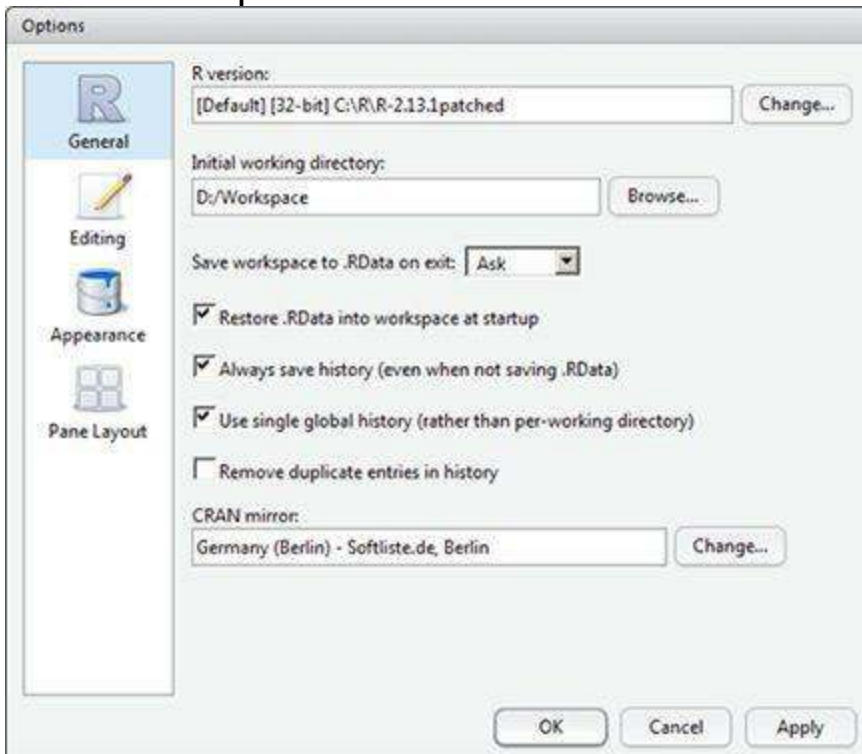 Options
R version:
[Default] [32-bit] C:\R\R-2.13.1patched
Change...
General
Initial working directory:
D:/Workspace
Browse...
Editing
Save workspace to .RData on exit: Ask
Restore .RData into workspace at startup
Appearance
Always save history (even when not saving .RData)
Use single global history (rather than per-working directory)
Pane Layout
Remove duplicate entries in history
CRAN mirror:
Germany (Berlin) - Softliste.de, Berlin
Change...
OK
Cancel
Apply